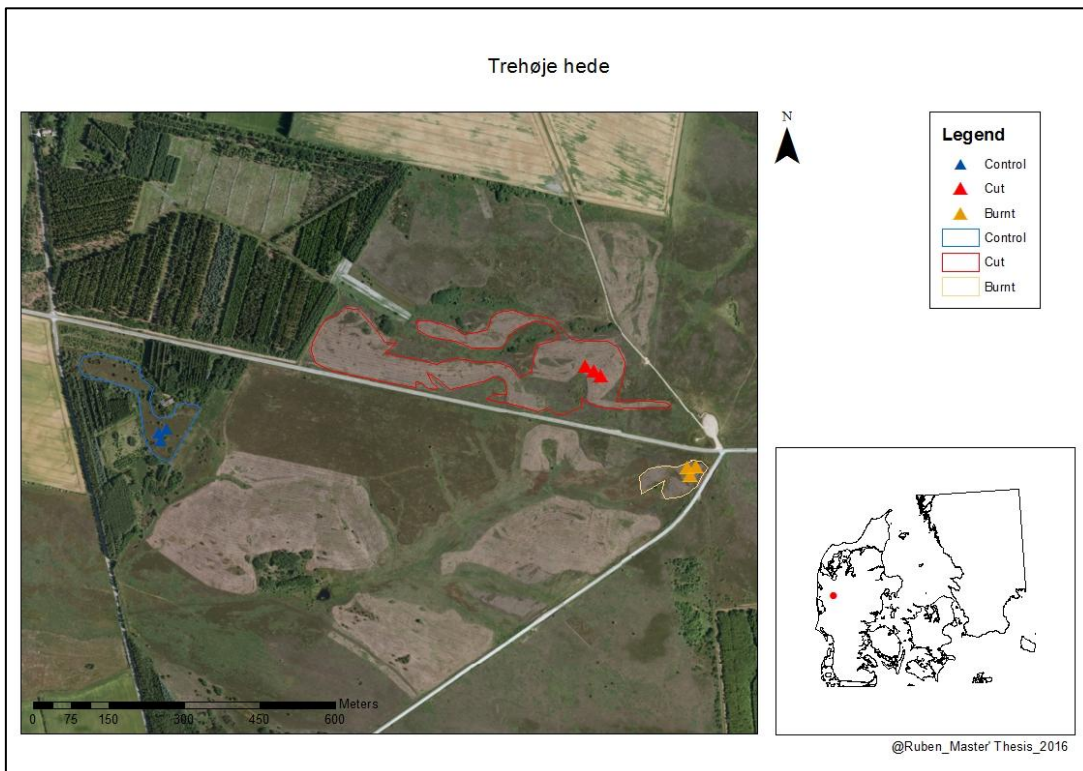 Trehøje hede
N
Legend
Control
Cut
Burnt
Control
Cut
Burnt
Meters
0 75 150 300 450 600
@Ruben_Master' Thesis_2016